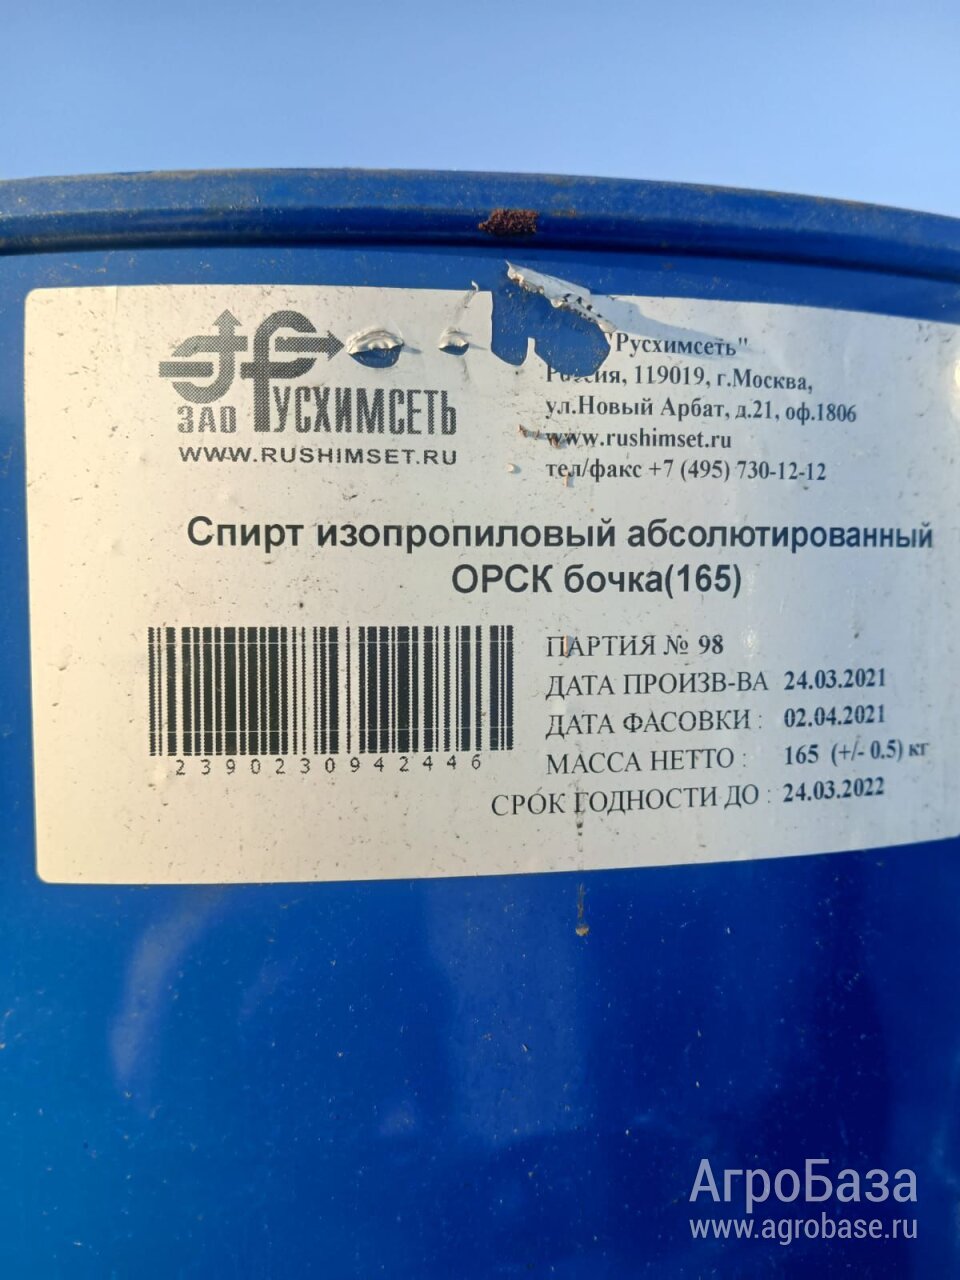 ЗАО РУСХИМСЕТЬ
WWW.RUSHIMSET.RU
"Русхимсеть"
Россия, 119019, г.Москва,
ул.Новый Арбат, д.21, оф.1806
www.rushimset.ru
тел/факс +7 (495) 730-12-12
Спирт изопропиловый абсолютированный
ОРСК бочка(165)
2390230942446
ПАРТИЯ № 98
ДАТА ПРОИЗВ-ВА 24.03.2021
ДАТА ФАСОВКИ : 02.04.2021
МАССА НЕТТО : 165 (+/- 0.5) кг
СРОК ГОДНОСТИ ДО : 24.03.2022
АгроБаза
www.agrobase.ru